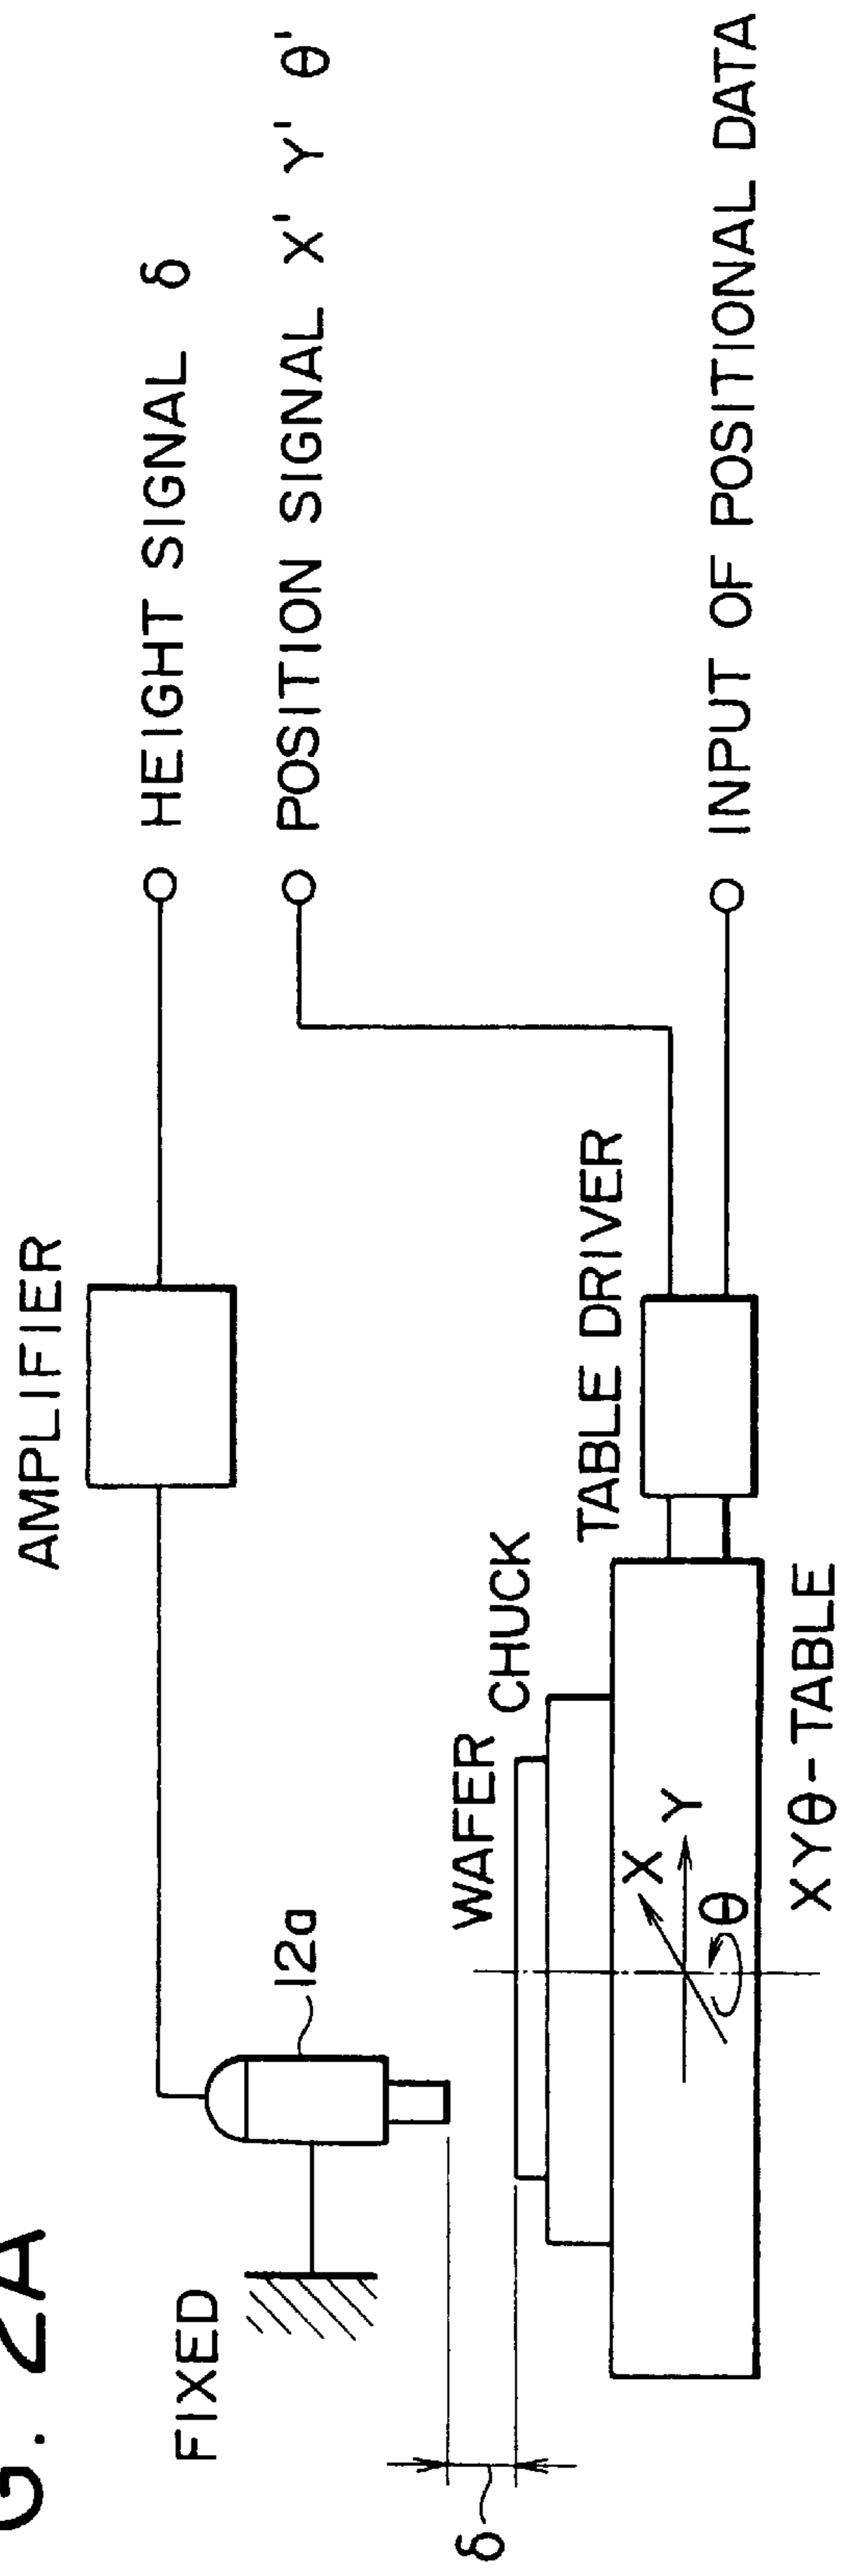 G. 2A
AMPLIFIER
HEIGHT SIGNAL δ
FIXED
12a
POSITION SIGNAL X' Y' θ'
δ
WAFER
CHUCK
TABLE DRIVER
X
Y
θ
INPUT OF POSITIONAL DATA
XYθ-TABLE